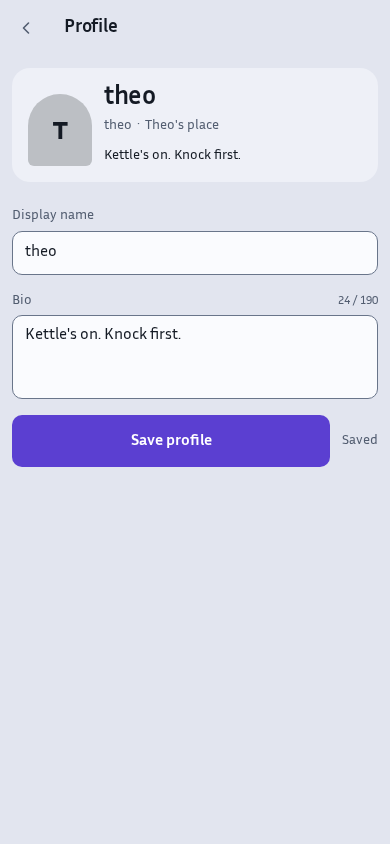 Profile
T
theo
theo · Theo's place
Kettle's on. Knock first.
Display name
theo
Bio
24 / 190
Kettle's on. Knock first.
Save profile
Saved